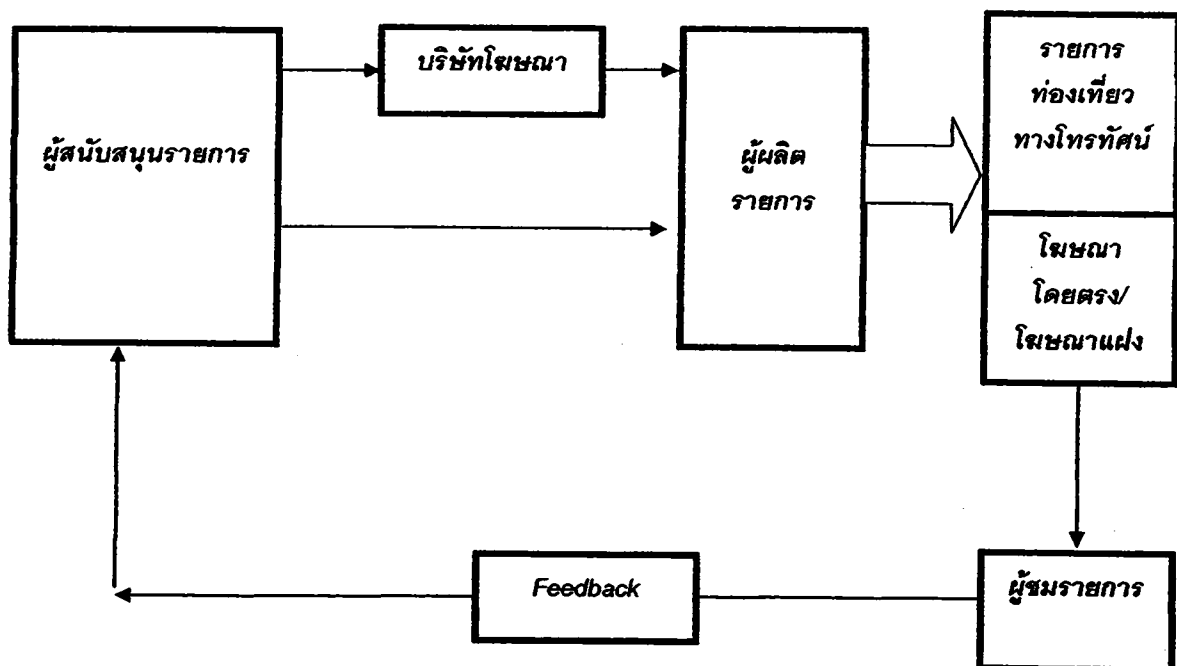 ผู้สนับสนุนรายการ
บริษัทโฆษณา
ผู้ผลิต
รายการ
รายการ
ท่องเที่ยว
ทางโทรทัศน์
โฆษณา
โดยตรง/
โฆษณาแฝง
Feedback
ผู้ชมรายการ